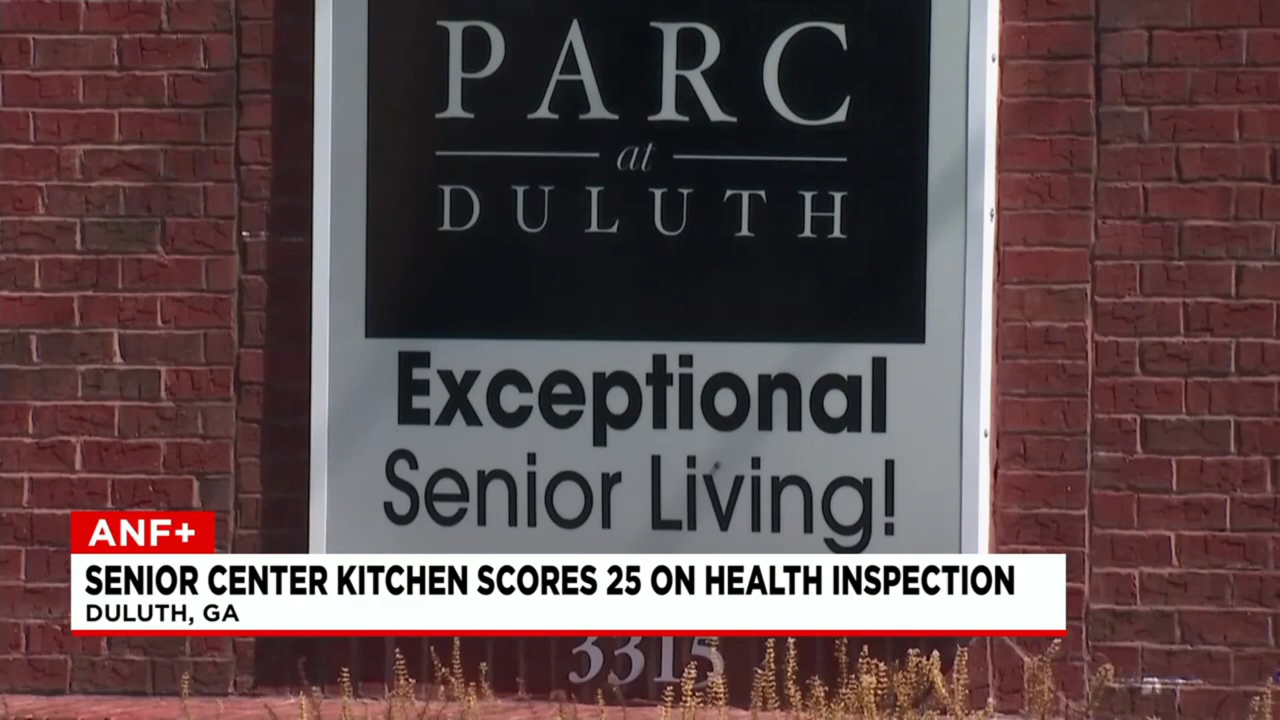 PARC
at
DULUTH
Exceptional
Senior Living!
ANF+
SENIOR CENTER KITCHEN SCORES 25 ON HEALTH INSPECTION
DULUTH, GA
3315